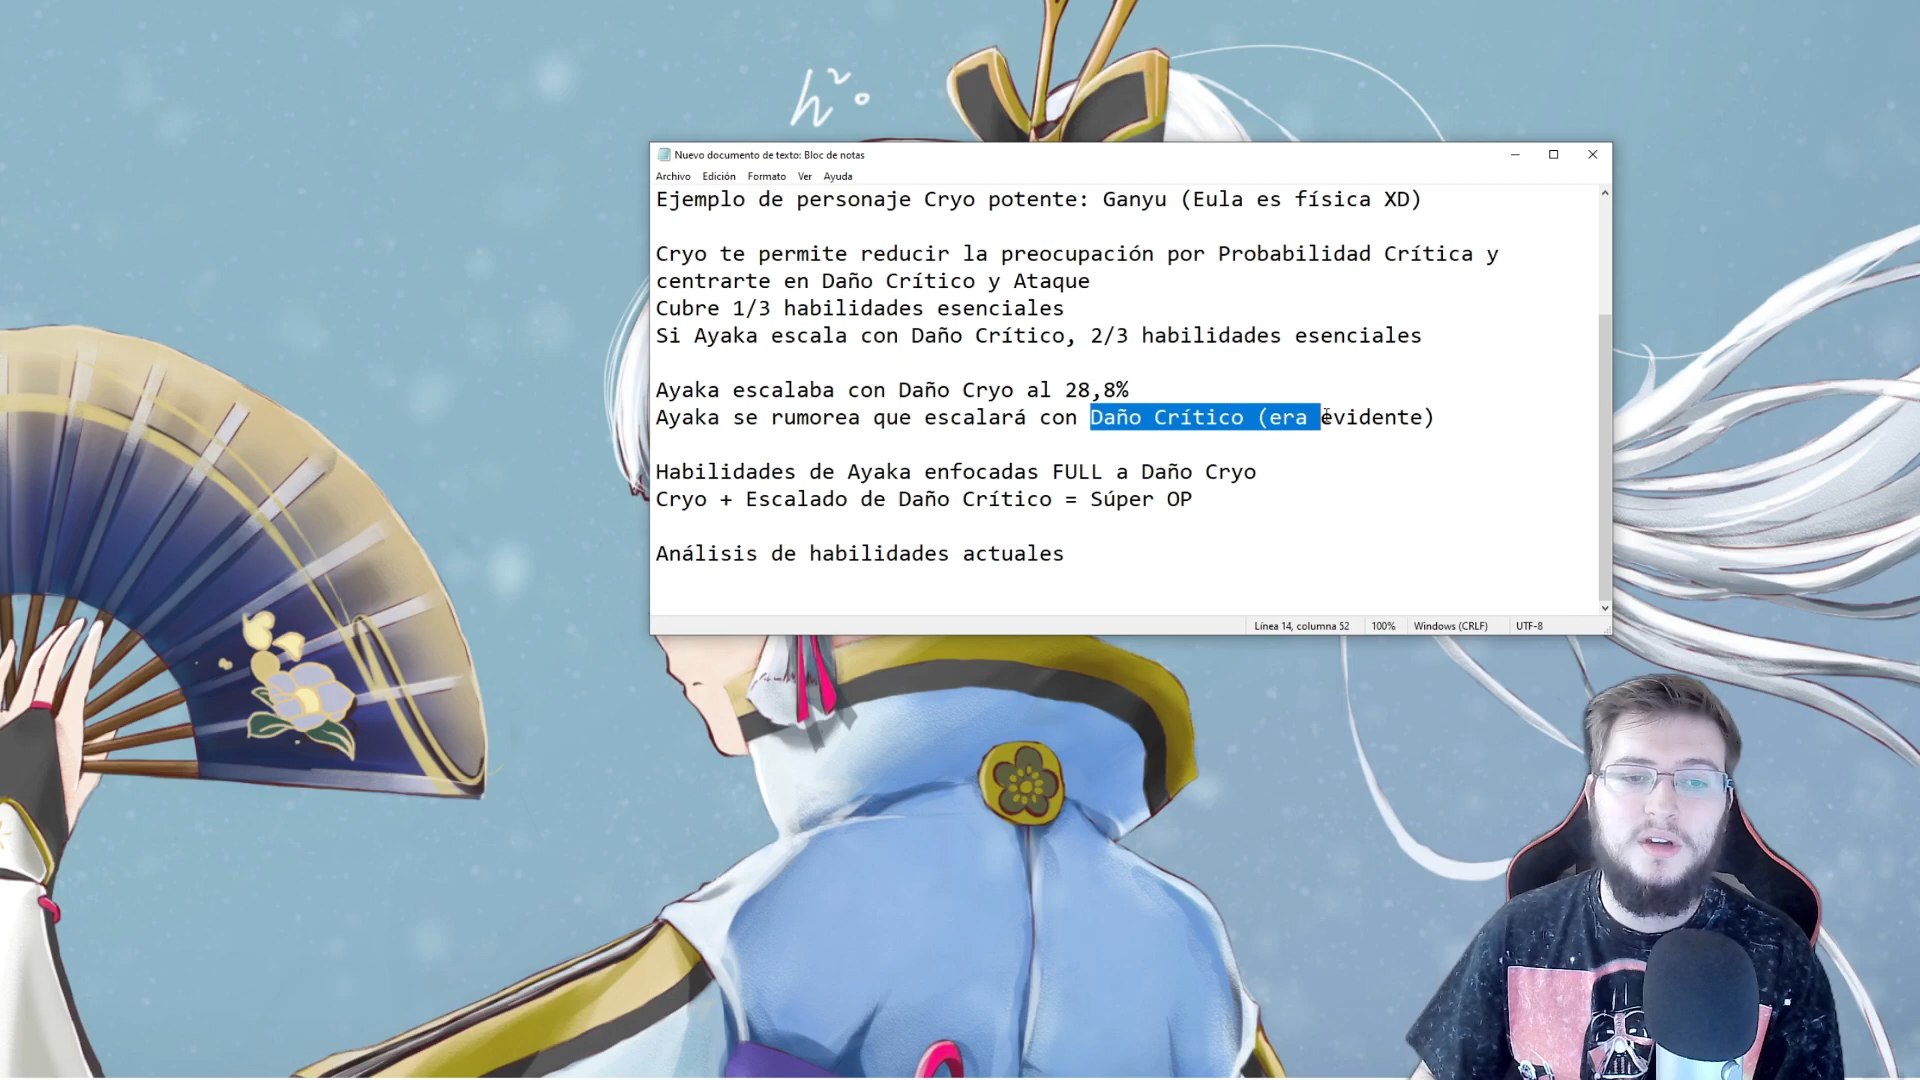 h²o
Nuevo documento de texto: Bloc de notas
Archivo Edición Formato Ver Ayuda
Ejemplo de personaje Cryo potente: Ganyu (Eula es física XD)
Cryo te permite reducir la preocupación por Probabilidad Crítica y
centrarte en Daño Crítico y Ataque
Cubre 1/3 habilidades esenciales
Si Ayaka escala con Daño Crítico, 2/3 habilidades esenciales
Ayaka escalaba con Daño Cryo al 28,8%
Ayaka se rumorea que escalará con Daño Crítico (era evidente)
Habilidades de Ayaka enfocadas FULL a Daño Cryo
Cryo + Escalado de Daño Crítico = Súper OP
Análisis de habilidades actuales
Línea 14, columna 52 100% Windows (CRLF) UTF-8